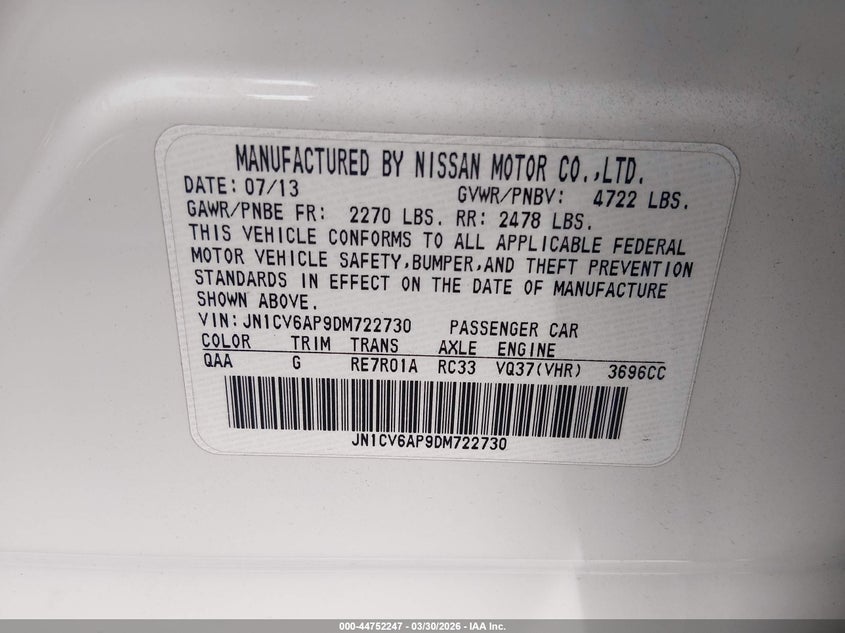 MANUFACTURED BY NISSAN MOTOR CO.,LTD.
DATE: 07/13 GVWR/PNBV: 4722 LBS.
GAWR/PNBE FR: 2270 LBS. RR: 2478 LBS.
THIS VEHICLE CONFORMS TO ALL APPLICABLE FEDERAL
MOTOR VEHICLE SAFETY,BUMPER,AND THEFT PREVENTION
STANDARDS IN EFFECT ON THE DATE OF MANUFACTURE
SHOWN ABOVE.
VIN:JN1CV6AP9DM722730 PASSENGER CAR
COLOR TRIM TRANS AXLE ENGINE
QAA G RE7R01A RC33 VQ37(VHR) 3696CC
JN1CV6AP9DM722730
000-44752247 - 03/30/2026 - IAA Inc.